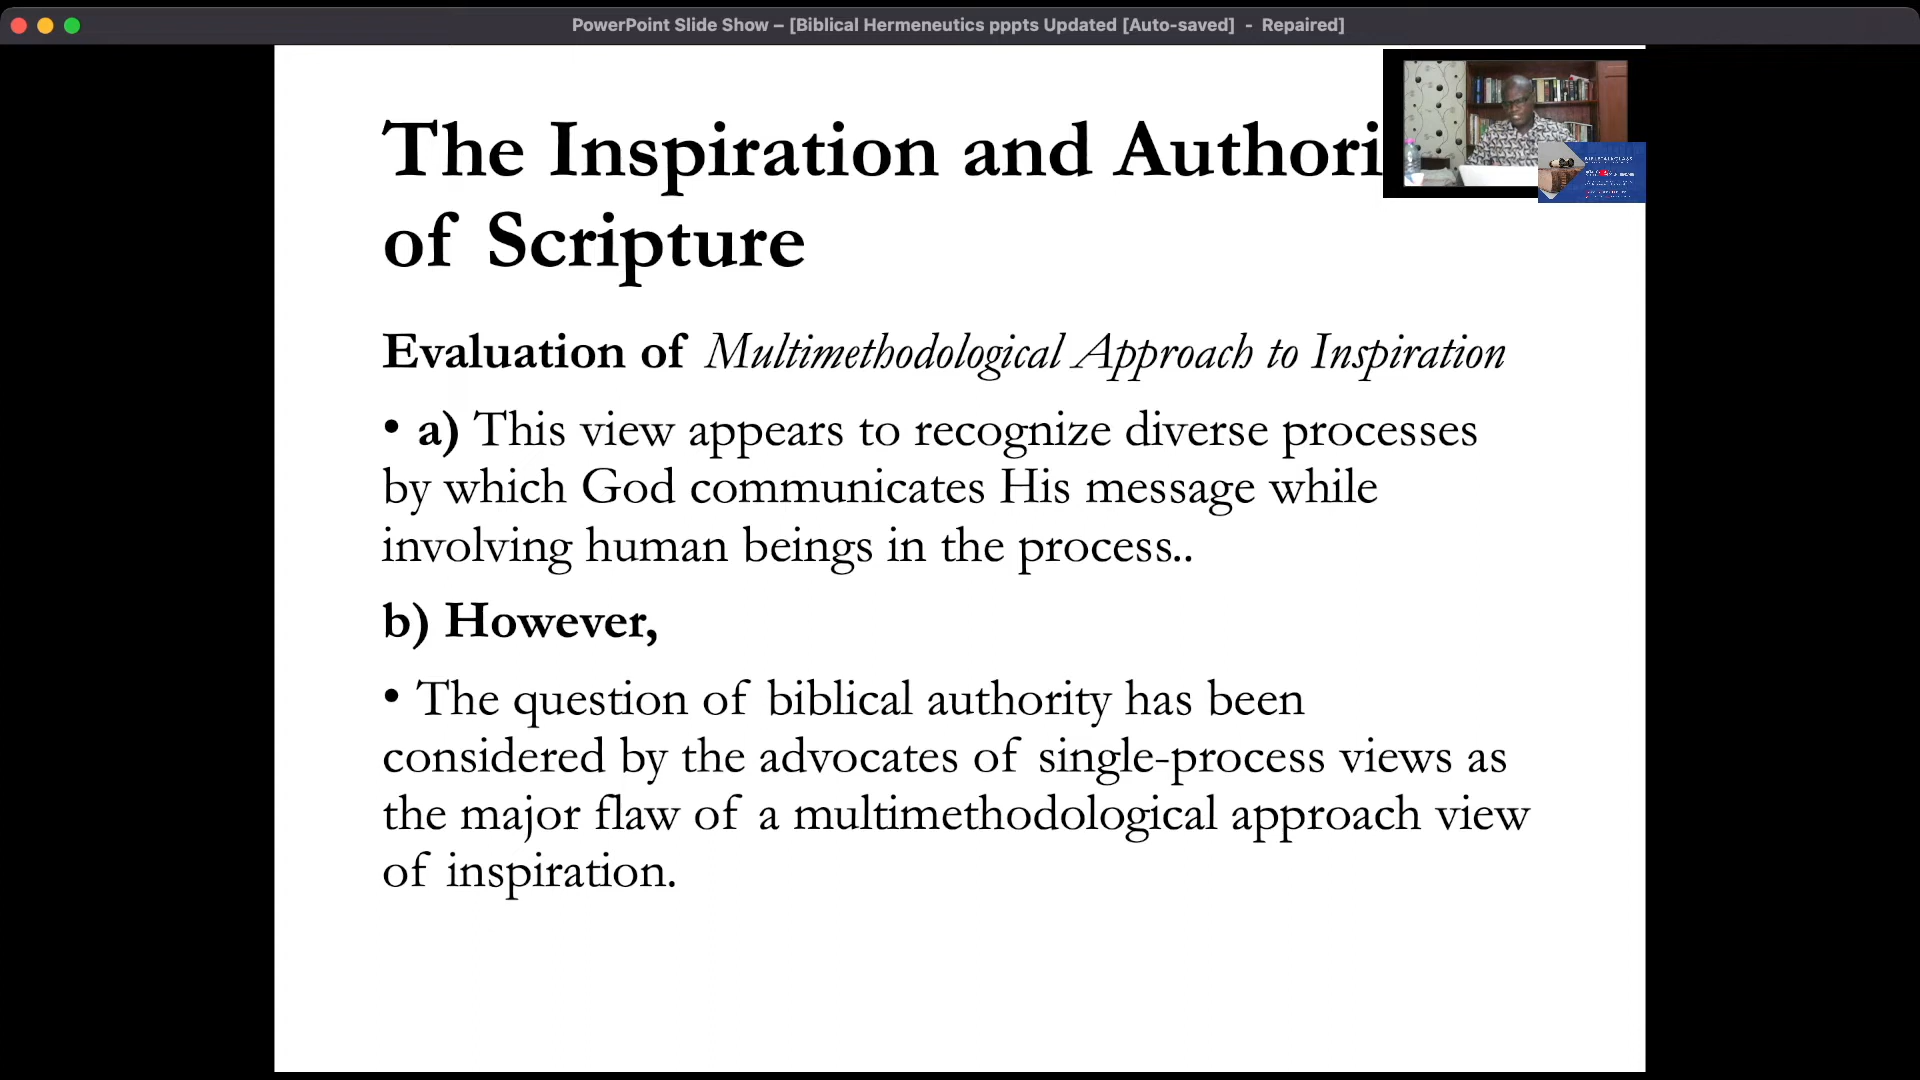 PowerPoint Slide Show – [Biblical Hermeneutics pppts Updated [Auto-saved] - Repaired]
The Inspiration and Authori
of Scripture
Evaluation of Multimethodological Approach to Inspiration
• a) This view appears to recognize diverse processes
by which God communicates His message while
involving human beings in the process..
b) However,
• The question of biblical authority has been
considered by the advocates of single-process views as
the major flaw of a multimethodological approach view
of inspiration.